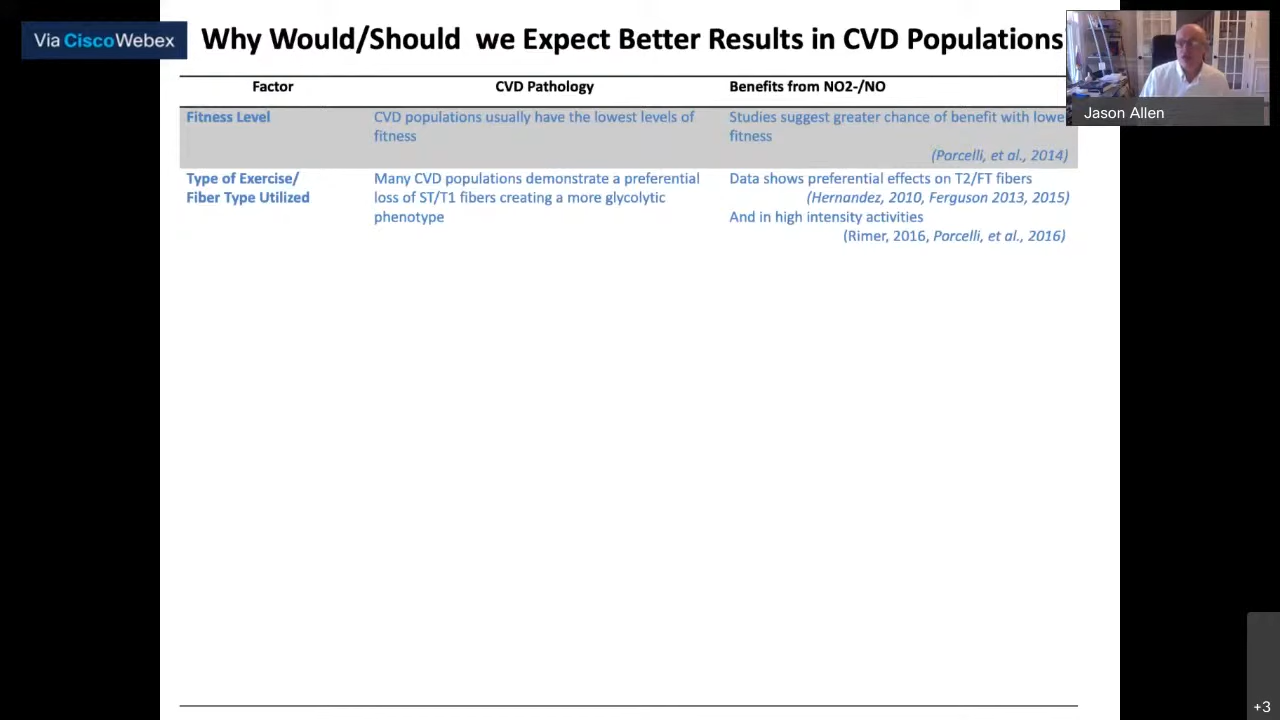 Via Cisco Webex
Why Would/Should we Expect Better Results in CVD Populations
Jason Allen
Factor CVD Pathology Benefits from NO2-/NO
Fitness Level
CVD populations usually have the lowest levels of
fitness
Studies suggest greater chance of benefit with lowe
fitness
(Porcelli, et al., 2014)
Type of Exercise/
Fiber Type Utilized
Many CVD populations demonstrate a preferential
loss of ST/T1 fibers creating a more glycolytic
phenotype
Data shows preferential effects on T2/FT fibers
(Hernandez, 2010, Ferguson 2013, 2015)
And in high intensity activities
(Rimer, 2016, Porcelli, et al., 2016)
+3